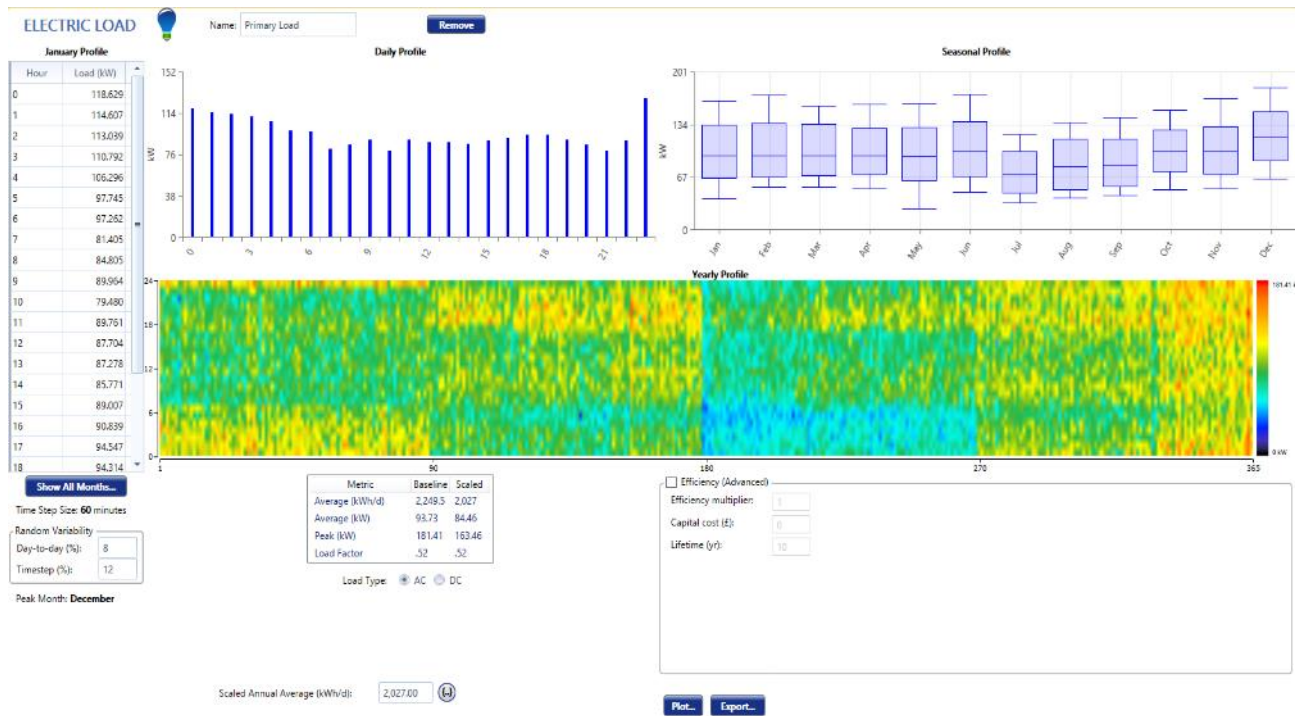 ELECTRIC LOAD
Name: Primary Load
Remove
January Profile
Hour Load (kW)
0 118.629
1 114.607
2 113.039
3 110.792
4 106.296
5 97.745
6 97.262
7 81.405
8 84.805
9 89.964
10 79.480
11 89.761
12 87.704
13 87.278
14 85.771
15 89.007
16 90.839
17 94.547
18 94.314
Show All Months...
Time Step Size: 60 minutes
Random Variability
Day-to-day (%): 8
Timestep (%): 12
Peak Month: December
Daily Profile
kW
152
114
76
38
0
0 3 6 9 12 15 18 21
Seasonal Profile
kW
201
134
67
0
Jan Feb Mar Apr May Jun Jul Aug Sep Oct Nov Dec
Yearly Profile
24
18
12
6
0
1 90 180 270 365
181.41
0 kW
Metric Baseline Scaled
Average (kWh/d) 2,249.5 2,027
Average (kW) 93.73 84.46
Peak (kW) 181.41 163.46
Load Factor .52 .52
Load Type: AC DC
Scaled Annual Average (kWh/d): 2,027.00
Efficiency (Advanced)
Efficiency multiplier: 1
Capital cost (£): 0
Lifetime (yr): 10
Plot...
Export...